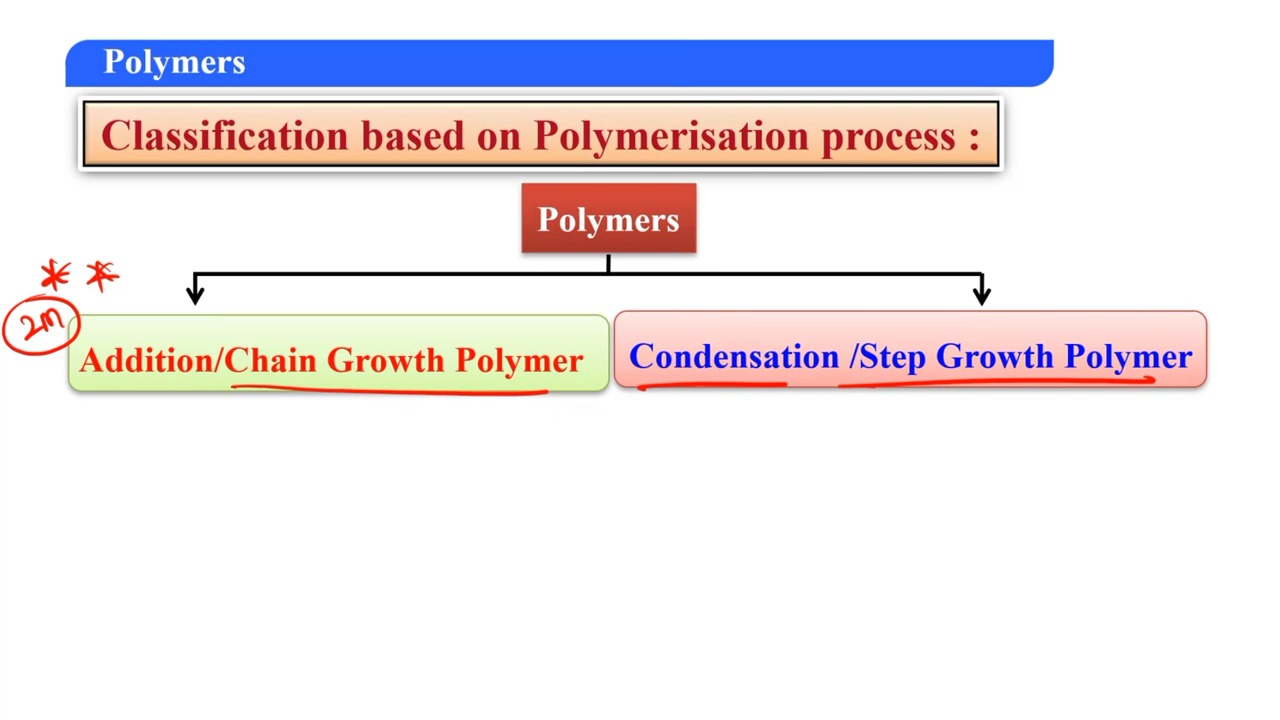 Polymers
Classification based on Polymerisation process :
Polymers
* *
2m
Addition/Chain Growth Polymer
Condensation /Step Growth Polymer